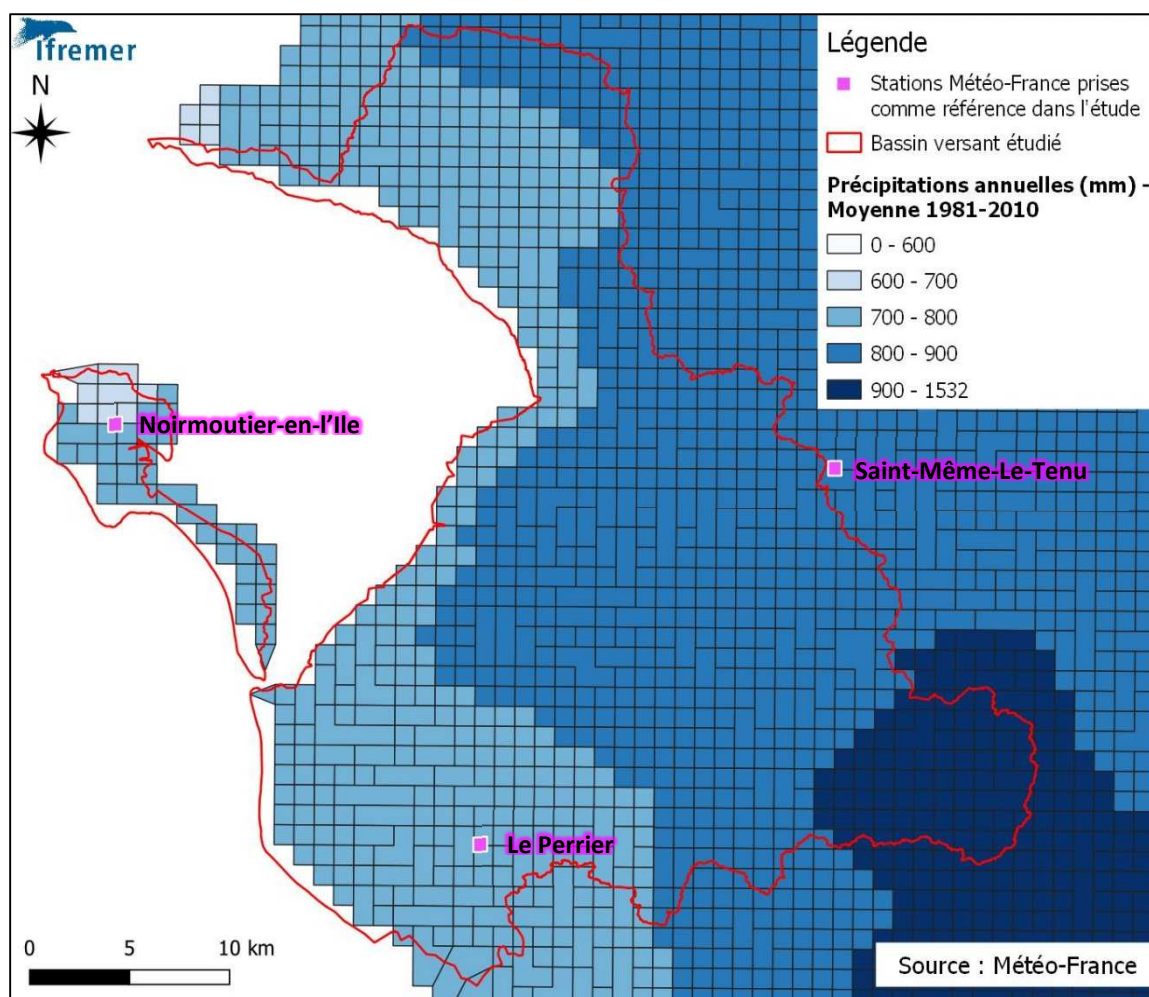 Ifremer
N
Légende
Stations Météo-France prises
comme référence dans l'étude
Bassin versant étudié
Précipitations annuelles (mm) -
Moyenne 1981-2010
0 - 600
600 - 700
700 - 800
800 - 900
900 - 1532
Noirmoutier-en-l'Ile
Saint-Même-Le-Tenu
Le Perrier
0 5 10 km
Source : Météo-France